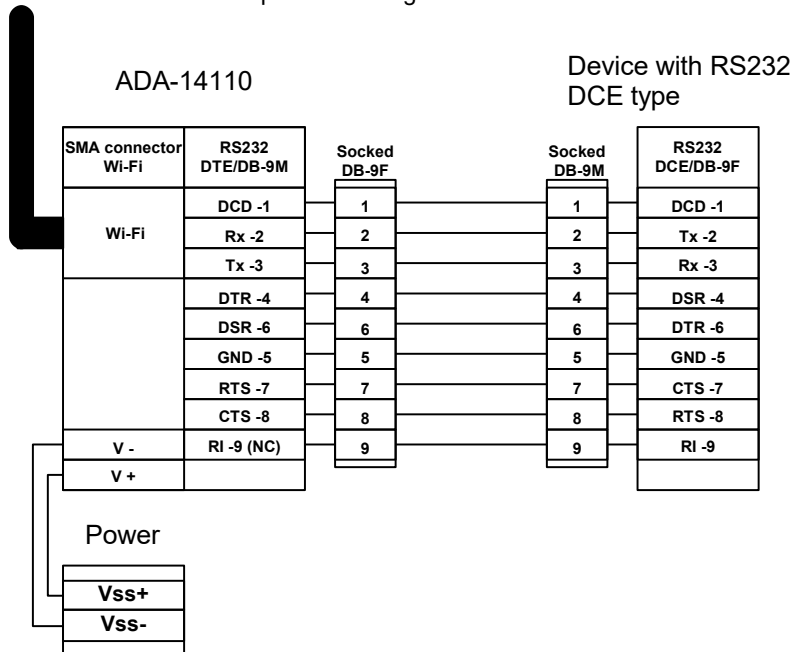 ADA-14110
Device with RS232
DCE type
SMA connector
Wi-Fi
RS232
DTE/DB-9M
Socked
DB-9F
Socked
DB-9M
RS232
DCE/DB-9F
Wi-Fi
DCD -1 1 1 DCD -1
Rx -2 2 2 Tx -2
Tx -3 3 3 Rx -3
DTR -4 4 4 DSR -4
DSR -6 6 6 DTR -6
GND -5 5 5 GND -5
RTS -7 7 7 CTS -7
CTS -8 8 8 RTS -8
V - RI -9 (NC) 9 9 RI -9
V +
Power
Vss+
Vss-